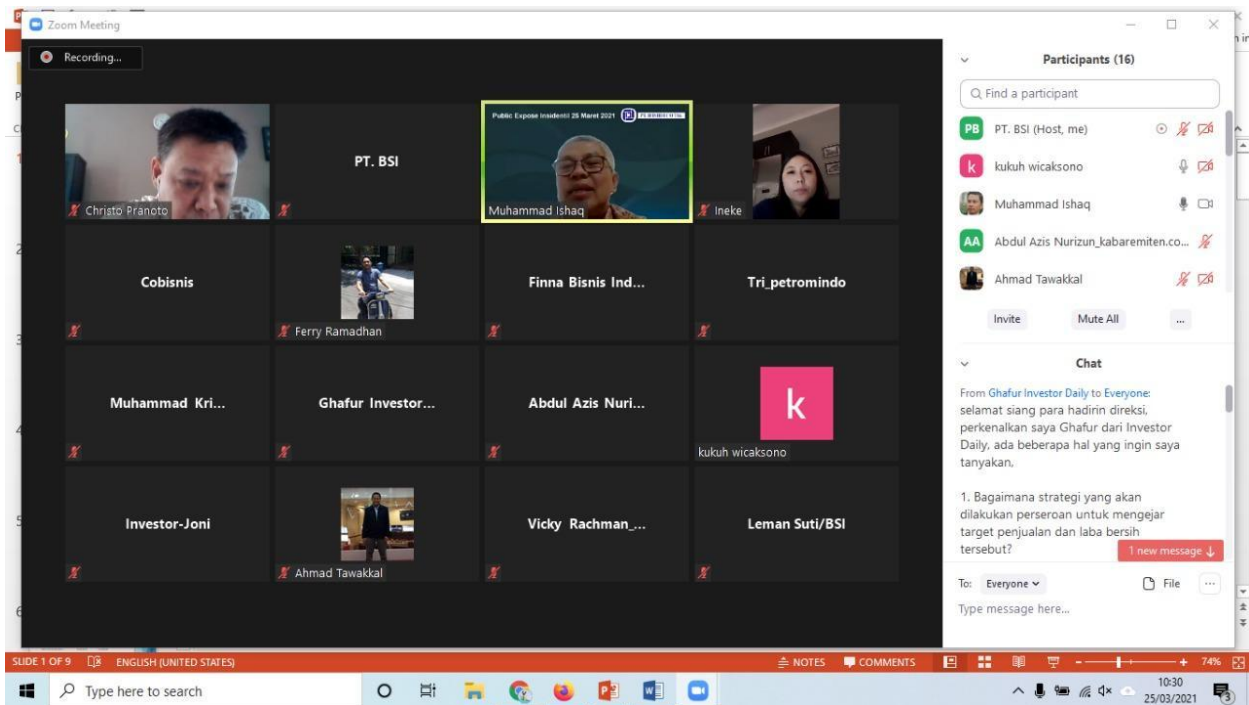 Zoom Meeting
Recording...
Christo Pranoto
PT. BSI
Public Expose Insidentil 25 Maret 2021
Muhammad Ishaq
Ineke
Cobisnis
Ferry Ramadhan
Finna Bisnis Ind...
Tri_petromindo
Muhammad Kri...
Ghafur Investor...
Abdul Azis Nuri...
k
kukuh wicaksono
Investor-Joni
Ahmad Tawakkal
Vicky Rachman_...
Leman Suti/BSI
Participants (16)
Find a participant
PB PT. BSI (Host, me)
k kukuh wicaksono
Muhammad Ishaq
AA Abdul Azis Nurizun_kabaremiten.co...
Ahmad Tawakkal
Invite Mute All ...
Chat
From Ghafur Investor Daily to Everyone:
selamat siang para hadirin direksi,
perkenalkan saya Ghafur dari Investor
Daily, ada beberapa hal yang ingin saya
tanyakan,
1. Bagaimana strategi yang akan
dilakukan perseroan untuk mengejar
target penjualan dan laba bersih
tersebut?
1 new message ↓
To: Everyone File ...
Type message here...
SLIDE 1 OF 9 ENGLISH (UNITED STATES) NOTES COMMENTS 74%
Type here to search
10:30
25/03/2021
3